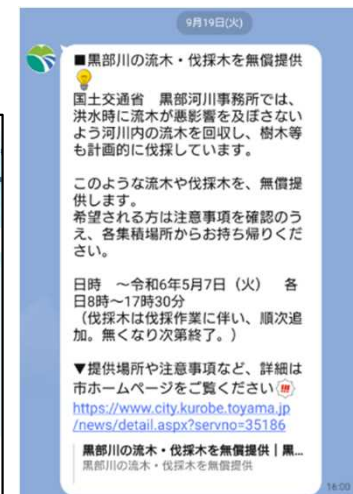 9月19日(火)
■黒部川の流木・伐採木を無償提供
💡
国土交通省　黒部河川事務所では、
洪水時に流木が悪影響を及ぼさない
よう河川内の流木を回収し、樹木等
も計画的に伐採しています。
このような流木や伐採木を、無償提
供します。
希望される方は注意事項を確認のう
え、各集積場所からお持ち帰りくだ
さい。
日時　～令和6年5月7日（火）　各
日8時～17時30分
（伐採木は伐採作業に伴い、順次追
加。無くなり次第終了。）
▼提供場所や注意事項など、詳細は
市ホームページをご覧ください
https://www.city.kurobe.toyama.jp
/news/detail.aspx?servno=35186
黒部川の流木・伐採木を無償提供 | 黒...
黒部川の流木・伐採木を無償提供
16:00